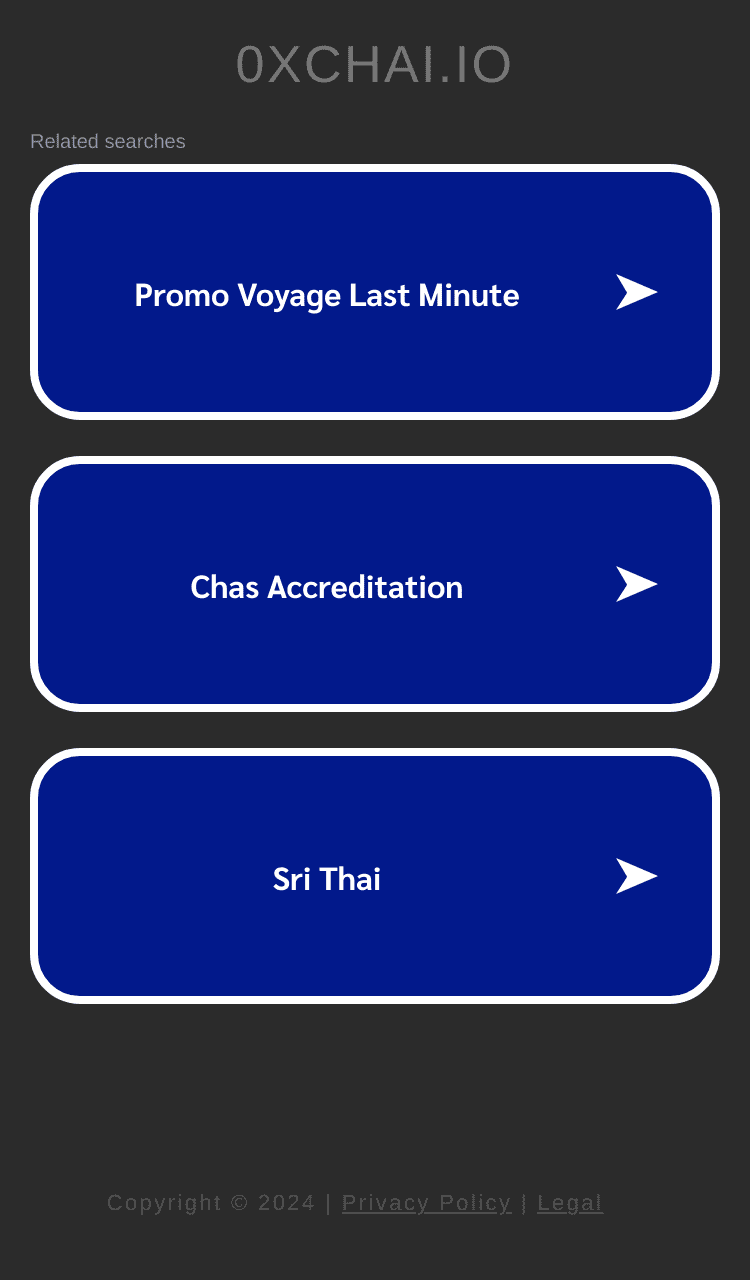 0XCHAI.IO
Related searches
Promo Voyage Last Minute
Chas Accreditation
Sri Thai
Copyright © 2024 | Privacy Policy | Legal